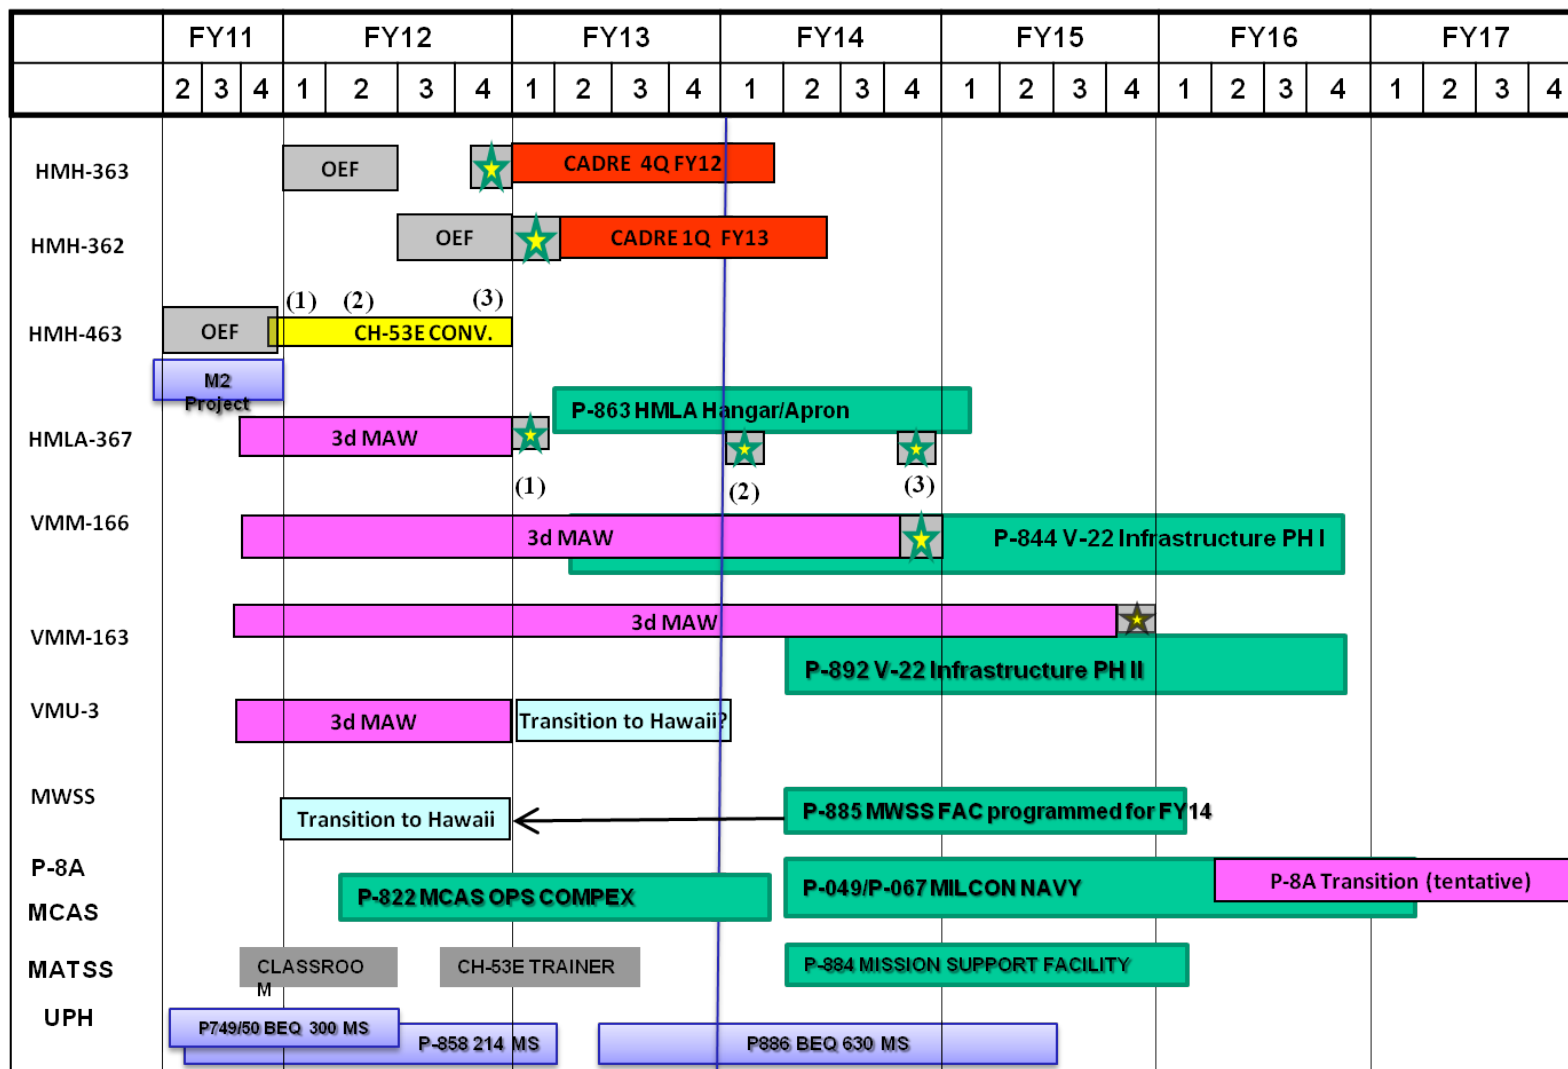 FY11 FY12 FY13 FY14 FY15 FY16 FY17
2 3 4 1 2 3 4 1 2 3 4 1 2 3 4 1 2 3 4 1 2 3 4 1 2 3 4
HMH-363 OEF CADRE 4Q FY12
HMH-362 OEF CADRE 1Q FY13
(1) (2) (3)
HMH-463 OEF CH-53E CONV.
M2
Project
P-863 HMLA Hangar/Apron
HMLA-367 3d MAW
(1) (2) (3)
VMM-166 3d MAW P-844 V-22 Infrastructure PH I
VMM-163 3d MAW
P-892 V-22 Infrastructure PH II
VMU-3 3d MAW Transition to Hawaii?
MWSS Transition to Hawaii P-885 MWSS FAC programmed for FY14
P-8A P-049/P-067 MILCON NAVY P-8A Transition (tentative)
MCAS P-822 MCAS OPS COMPEX
MATSS CLASSROO
M
CH-53E TRAINER P-884 MISSION SUPPORT FACILITY
UPH P749/50 BEQ 300 MS
P-858 214 MS P886 BEQ 630 MS